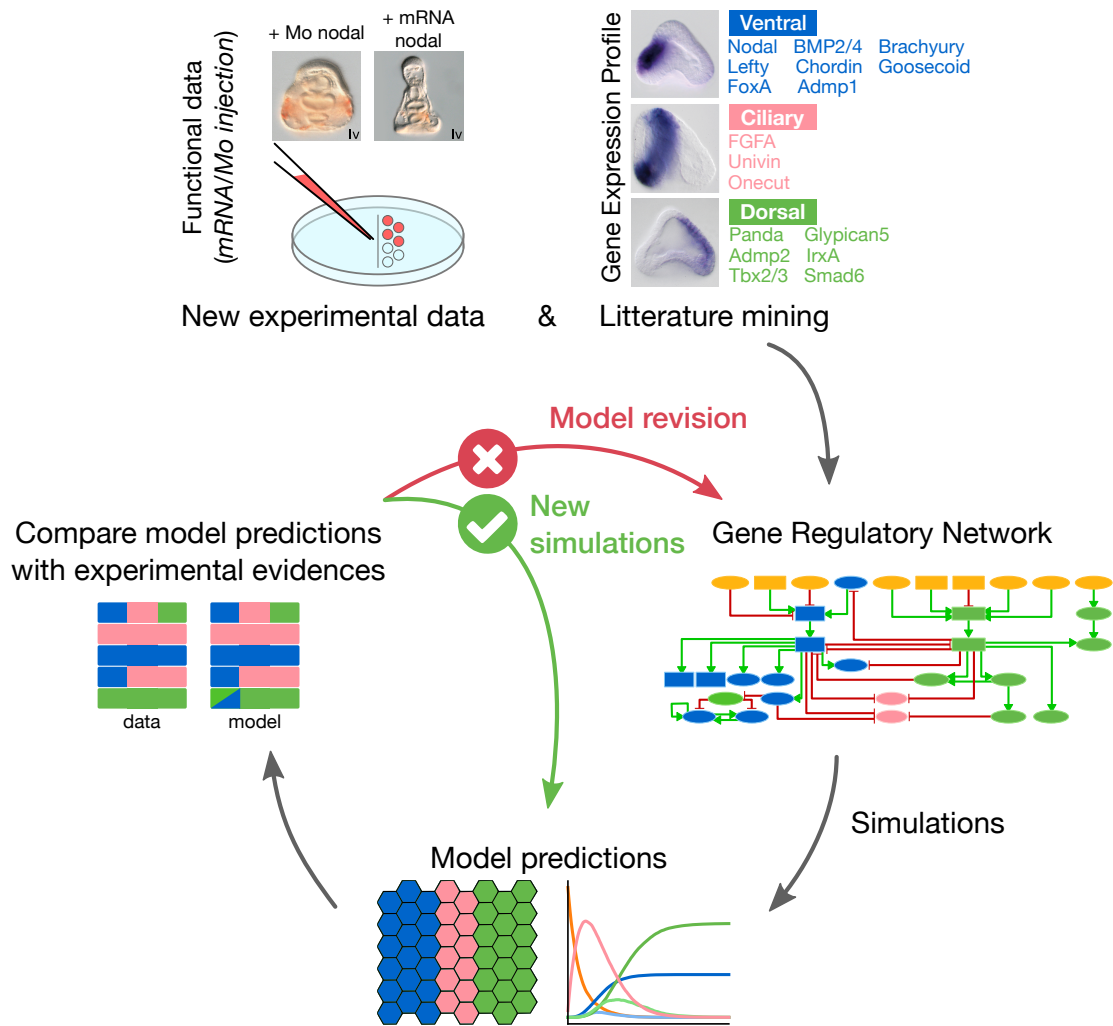 Functional data
(mRNA/Mo injection)
+ Mo nodal
+ mRNA
nodal
lv
lv
Gene Expression Profile
Ventral
Nodal BMP2/4 Brachyury
Lefty Chordin Goosecoid
FoxA Admp1
Ciliary
FGFA
Univin
Onecut
Dorsal
Panda Glypican5
Admp2 IrxA
Tbx2/3 Smad6
New experimental data & Litterature mining
Model revision
New
simulations
Compare model predictions
with experimental evidences
data
model
Gene Regulatory Network
Simulations
Model predictions